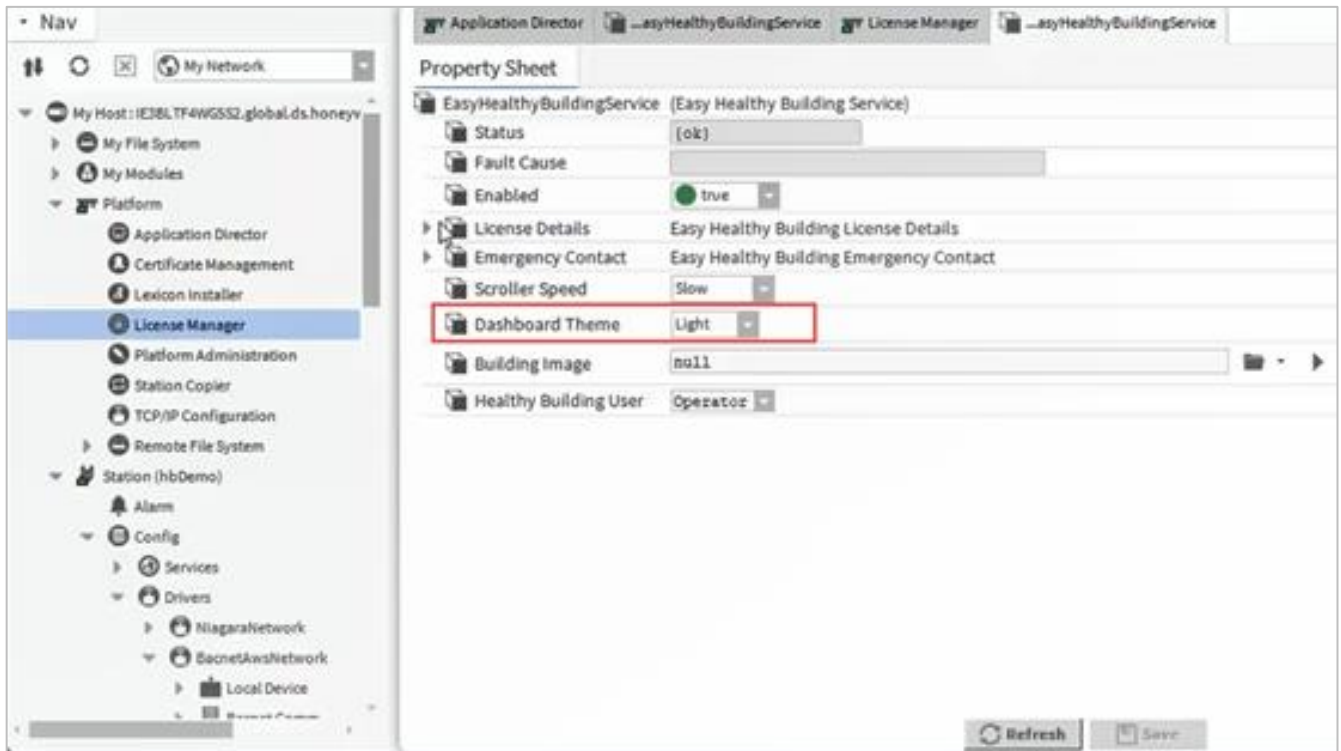 Nav
My Network
My Host : IE3BLTF4WG5S2.global.ds.honeyw
My File System
My Modules
Platform
Application Director
Certificate Management
Lexicon Installer
License Manager
Platform Administration
Station Copier
TCP/IP Configuration
Remote File System
Station (hbDemo)
Alarm
Config
Services
Drivers
NiagaraNetwork
BacnetAwsNetwork
Local Device
Application Director ...asyHealthyBuildingService License Manager ...asyHealthyBuildingService
Property Sheet
EasyHealthyBuildingService (Easy Healthy Building Service)
Status {ok}
Fault Cause
Enabled true
License Details Easy Healthy Building License Details
Emergency Contact Easy Healthy Building Emergency Contact
Scroller Speed Slow
Dashboard Theme Light
Building Image null
Healthy Building User Operator
Refresh Save